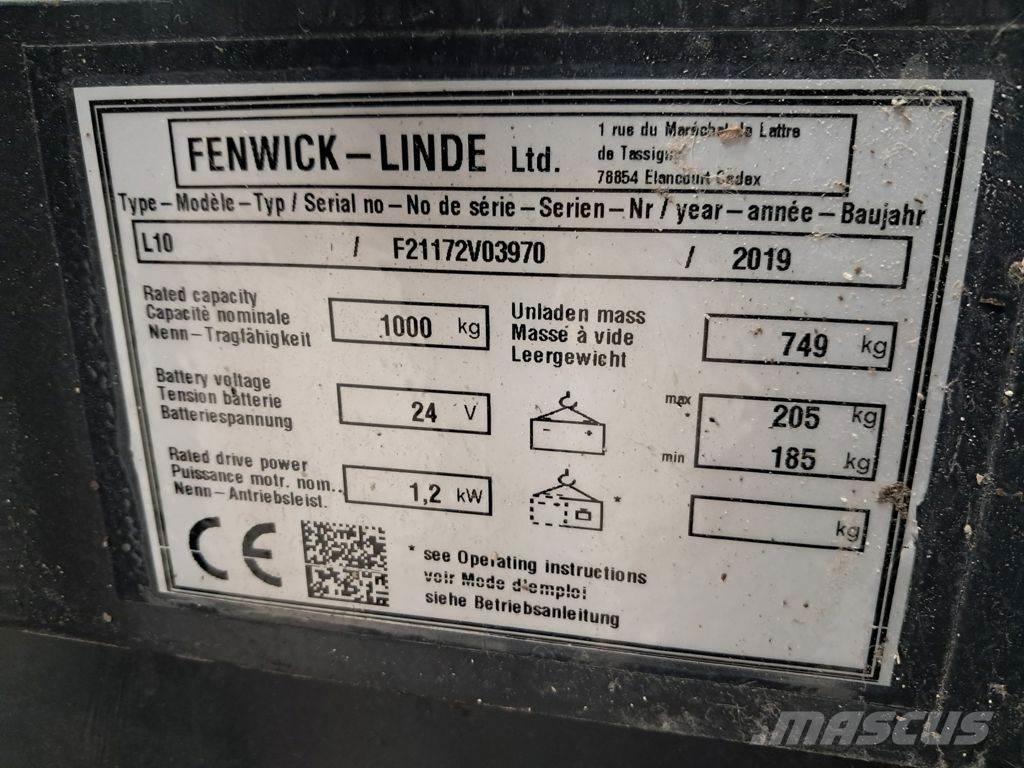 FENWICK-LINDE Ltd.
1 rue du Maréchal de Lattre
de Tassigny
78854 Elancourt Cedex
Type-Modèle-Typ / Serial no-No de série-Serien-Nr / year-année-Baujahr
L10 / F21172V03970 / 2019
Rated capacity
Capacité nominale
Nenn-Tragfähigkeit
1000 kg
Unladen mass
Masse à vide
Leergewicht
749 kg
Battery voltage
Tension batterie
Batteriespannung
24 V
- +
max 205 kg
min 185 kg
Rated drive power
Puissance motr. nom..
Nenn-Antriebsleist.
1,2 kW
*
kg
CE
* see Operating instructions
voir Mode d'emploi
siehe Betriebsanleitung
MASCUS